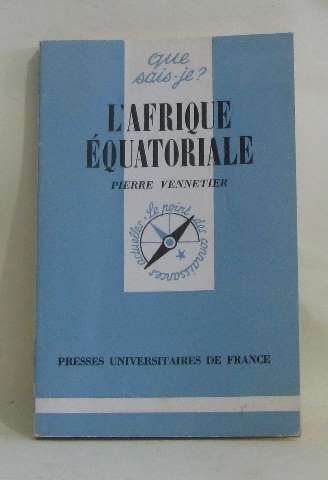 que
sais-je?
L'AFRIQUE
ÉQUATORIALE
PIERRE VENNETIER
Le point des connaissances actuelles
PRESSES UNIVERSITAIRES DE FRANCE